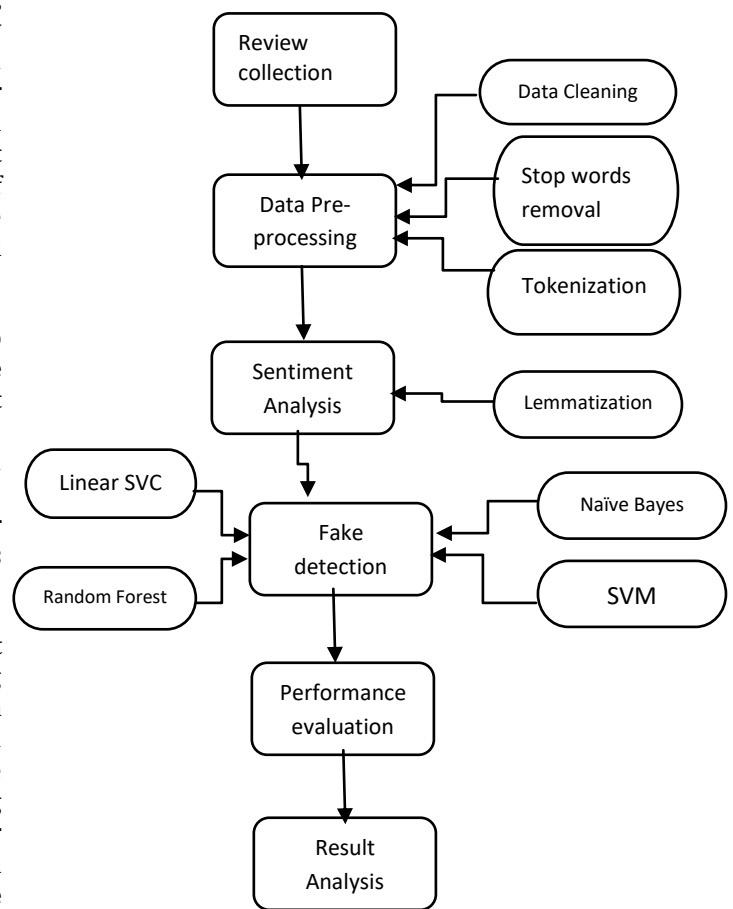 Review
collection
Data Cleaning
Stop words
removal
Data Pre-
processing
Tokenization
Sentiment
Analysis
Lemmatization
Linear SVC
Naïve Bayes
Fake
detection
Random Forest
SVM
Performance
evaluation
Result
Analysis